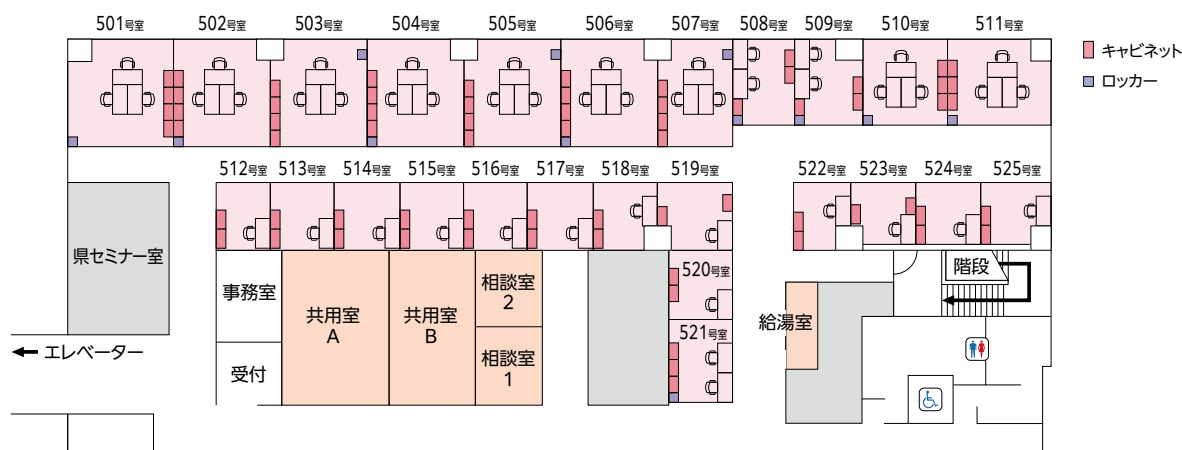 501号室 502号室 503号室 504号室 505号室 506号室 507号室 508号室 509号室 510号室 511号室
キャビネット
ロッカー
512号室 513号室 514号室 515号室 516号室 517号室 518号室 519号室 522号室 523号室 524号室 525号室
県セミナー室
事務室
受付
共用室
A
共用室
B
相談室
2
相談室
1
520号室
521号室
給湯室
階段
エレベーター